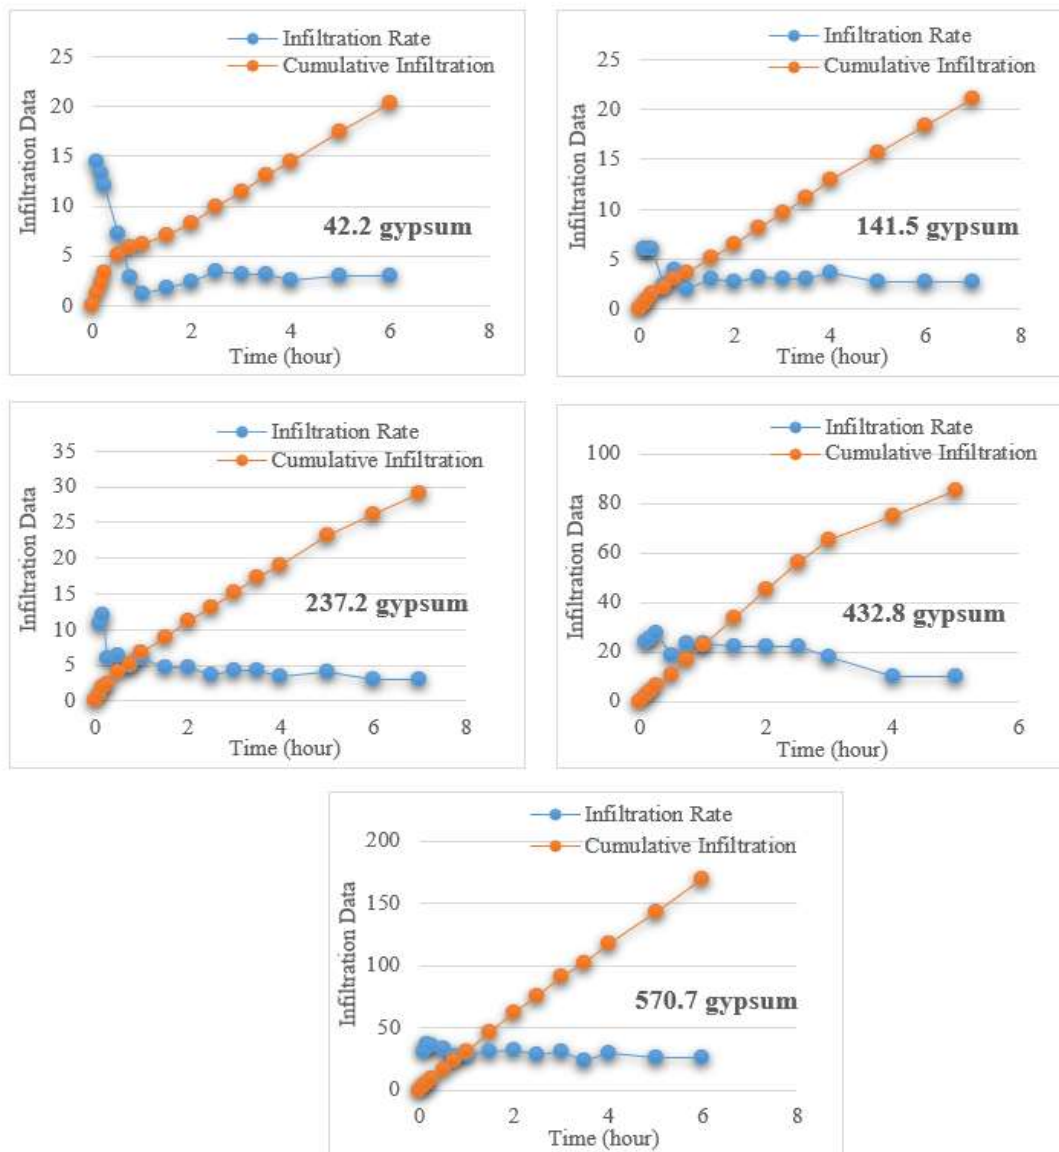 Infiltration Rate
Cumulative Infiltration
25
20
15
10
5
0
Infiltration Data
42.2 gypsum
0 2 4 6 8
Time (hour)
Infiltration Rate
Cumulative Infiltration
25
20
15
10
5
0
Infiltration Data
141.5 gypsum
0 2 4 6 8
Time (hour)
Infiltration Rate
Cumulative Infiltration
35
30
25
20
15
10
5
0
Infiltration Data
237.2 gypsum
0 2 4 6 8
Time (hour)
Infiltration Rate
Cumulative Infiltration
100
80
60
40
20
0
Infiltration Data
432.8 gypsum
0 2 4 6
Time (hour)
Infiltration Rate
Cumulative Infiltration
200
150
100
50
0
Infiltration Data
570.7 gypsum
0 2 4 6 8
Time (hour)